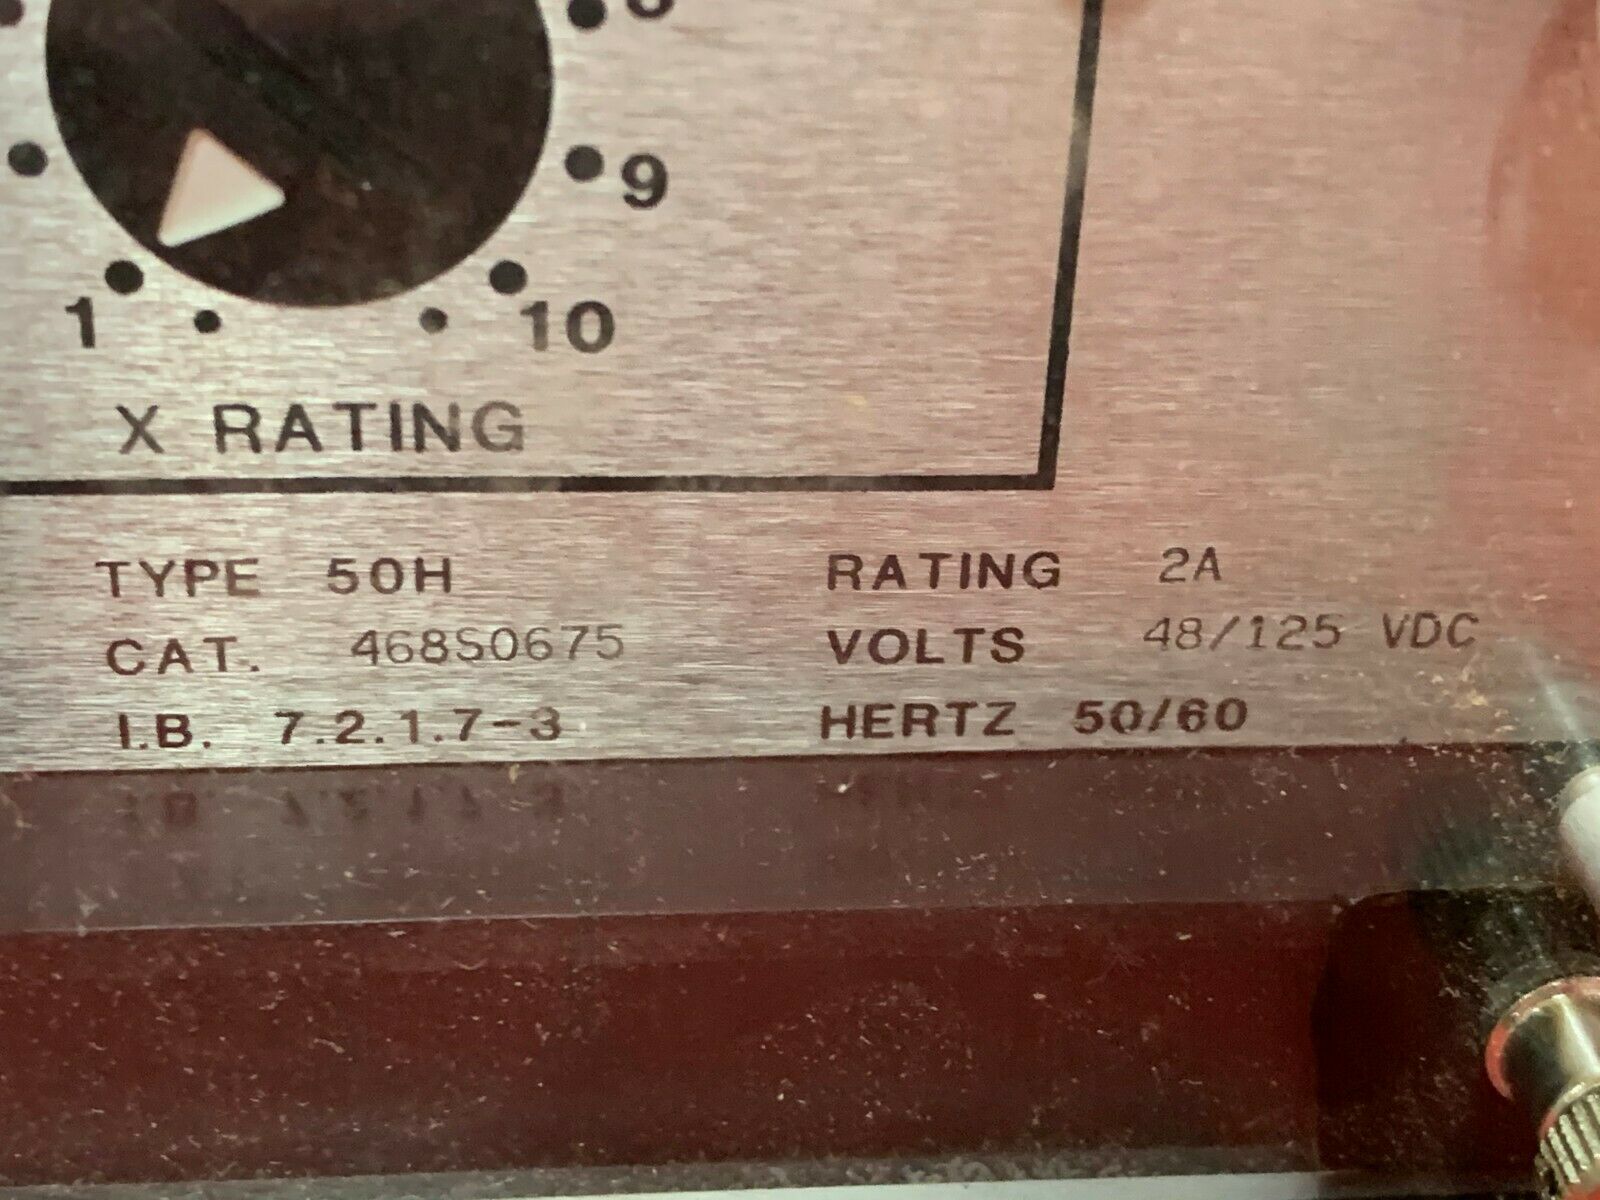 9
1
10
X RATING
TYPE 50H
RATING 2A
CAT. 468S0675
VOLTS 48/125 VDC
I.B. 7.2.1.7-3
HERTZ 50/60